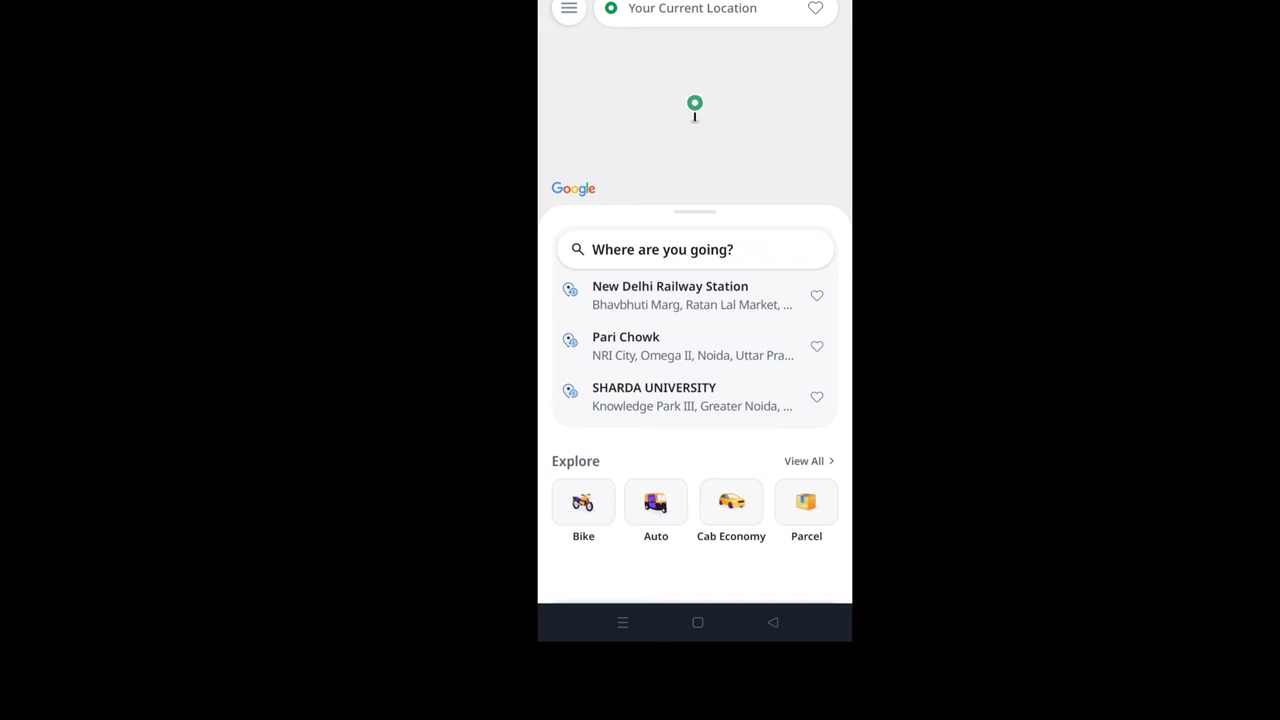 Your Current Location
Google
Where are you going?
New Delhi Railway Station
Bhavbhuti Marg, Ratan Lal Market, ...
Pari Chowk
NRI City, Omega II, Noida, Uttar Pra...
SHARDA UNIVERSITY
Knowledge Park III, Greater Noida, ...
Explore
View All >
Bike
Auto
Cab Economy
Parcel